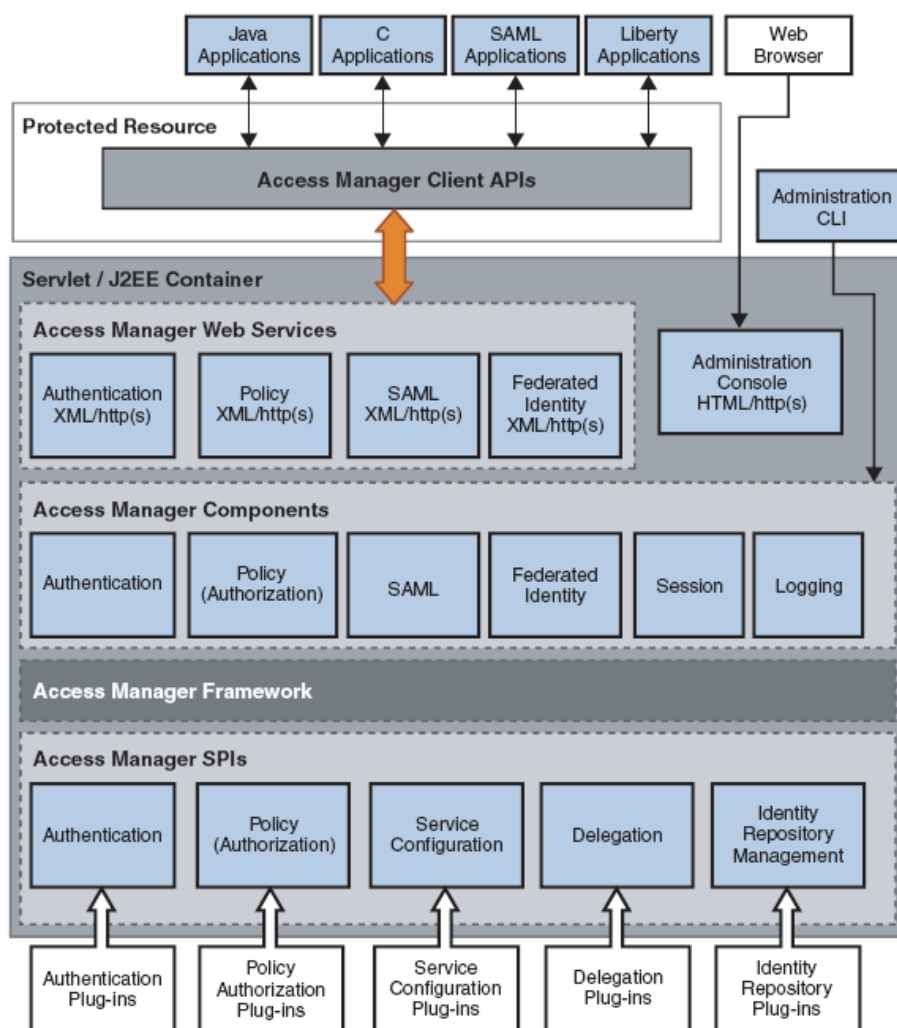 Java
Applications
C
Applications
SAML
Applications
Liberty
Applications
Web
Browser
Protected Resource
Access Manager Client APIs
Administration
CLI
Servlet / J2EE Container
Access Manager Web Services
Authentication
XML/http(s)
Policy
XML/http(s)
SAML
XML/http(s)
Federated
Identity
XML/http(s)
Administration
Console
HTML/http(s)
Access Manager Components
Authentication
Policy
(Authorization)
SAML
Federated
Identity
Session
Logging
Access Manager Framework
Access Manager SPIs
Authentication
Policy
(Authorization)
Service
Configuration
Delegation
Identity
Repository
Management
Authentication
Plug-ins
Policy
Authorization
Plug-ins
Service
Configuration
Plug-ins
Delegation
Plug-ins
Identity
Repository
Plug-ins